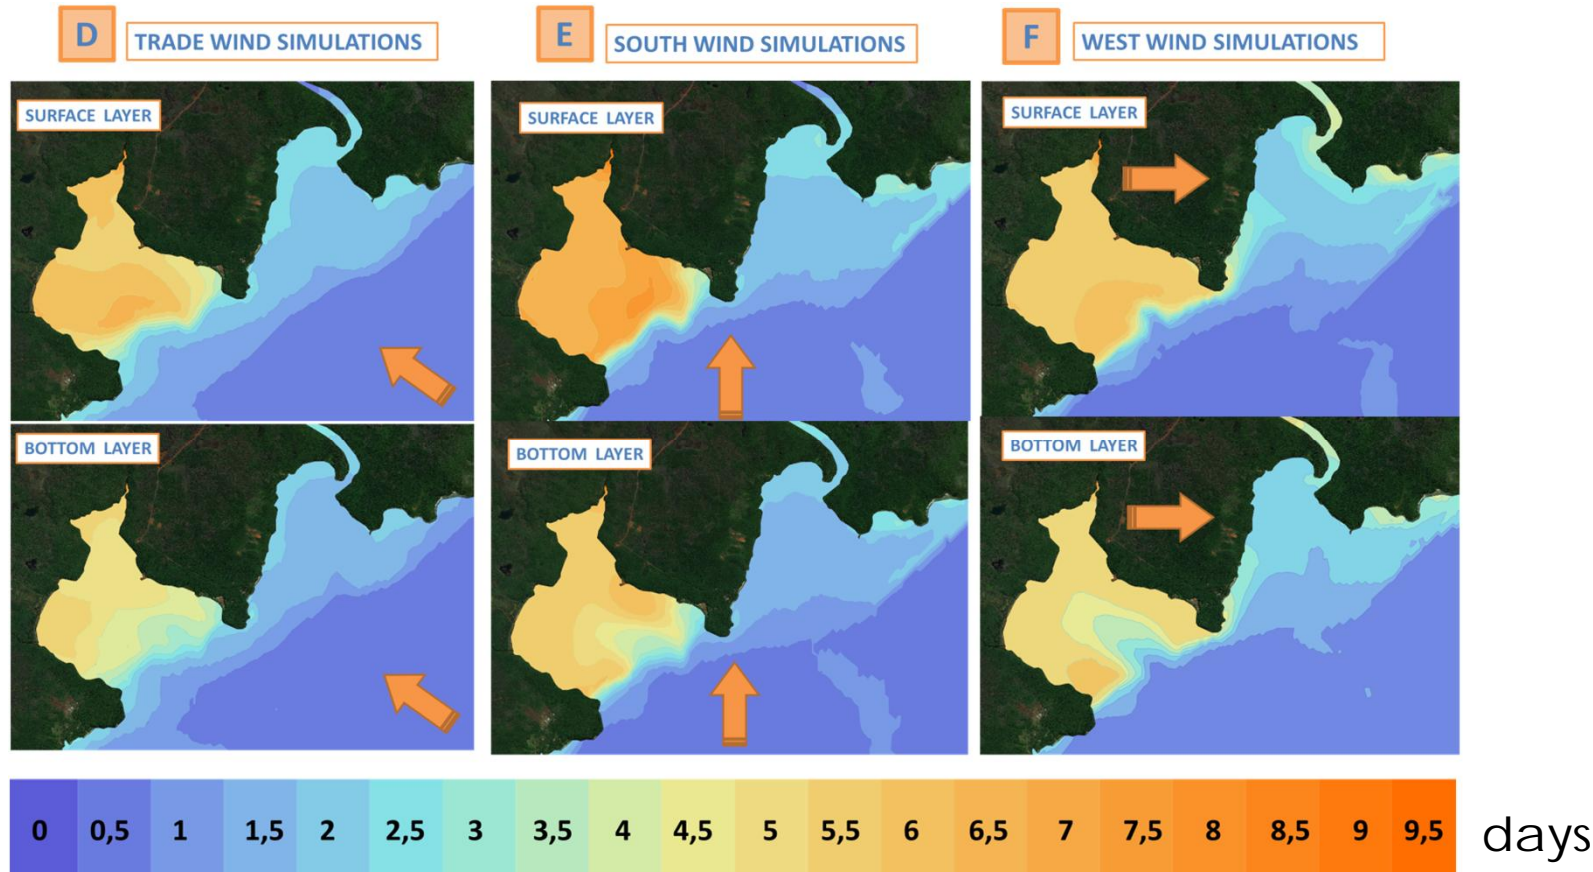 D TRADE WIND SIMULATIONS
E SOUTH WIND SIMULATIONS
F WEST WIND SIMULATIONS
SURFACE LAYER
SURFACE LAYER
SURFACE LAYER
BOTTOM LAYER
BOTTOM LAYER
BOTTOM LAYER
0 0,5 1 1,5 2 2,5 3 3,5 4 4,5 5 5,5 6 6,5 7 7,5 8 8,5 9 9,5 days